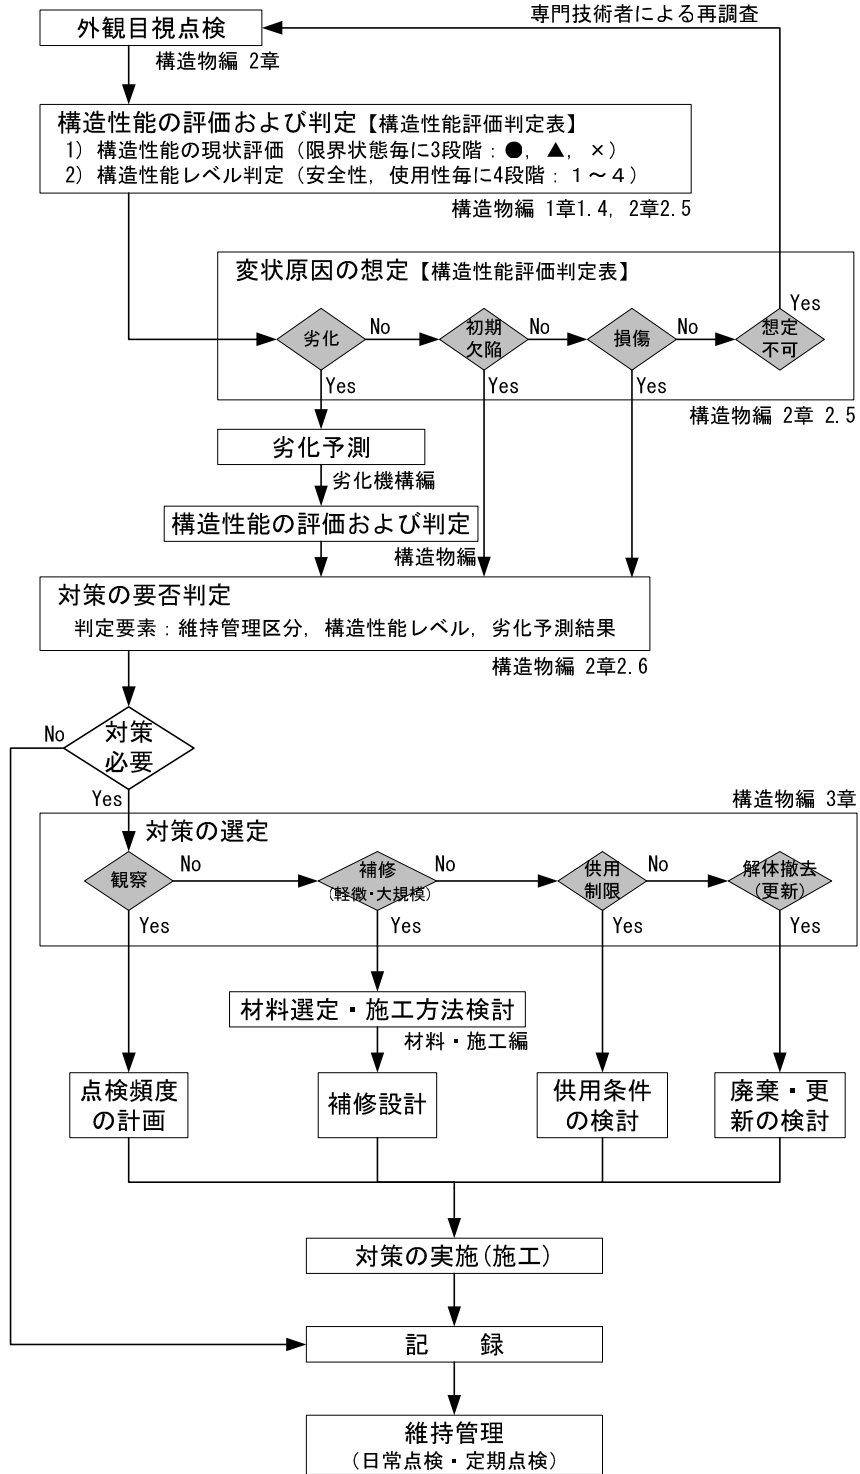 専門技術者による再調査
外観目視点検
構造物編 2章
構造性能の評価および判定【構造性能評価判定表】
1) 構造性能の現状評価（限界状態毎に3段階：●，▲，×）
2) 構造性能レベル判定（安全性，使用性毎に4段階：１～４）
構造物編 1章1.4, 2章2.5
変状原因の想定【構造性能評価判定表】
Yes
劣化
No
初期
欠陥
No
損傷
No
想定
不可
Yes
Yes
Yes
構造物編 2章 2.5
劣化予測
劣化機構編
構造性能の評価および判定
構造物編
対策の要否判定
判定要素：維持管理区分，構造性能レベル，劣化予測結果
構造物編 2章2.6
No
対策
必要
Yes
構造物編 3章
対策の選定
観察
No
補修
(軽微・大規模)
No
供用
制限
No
解体撤去
(更新)
Yes
Yes
Yes
Yes
材料選定・施工方法検討
材料・施工編
点検頻度
の計画
補修設計
供用条件
の検討
廃棄・更
新の検討
対策の実施(施工)
記　録
維持管理
(日常点検・定期点検)